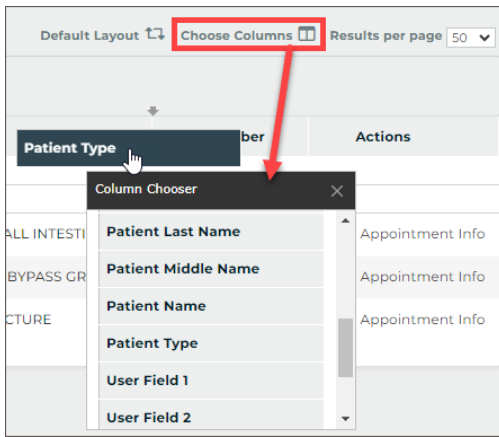 Default Layout Choose Columns Results per page 50
Patient Type ber Actions
Column Chooser
Patient Last Name
ALL INTESTI Appointment Info
Patient Middle Name
BYPASS GR Appointment Info
Patient Name
CTURE Appointment Info
Patient Type
User Field 1
User Field 2